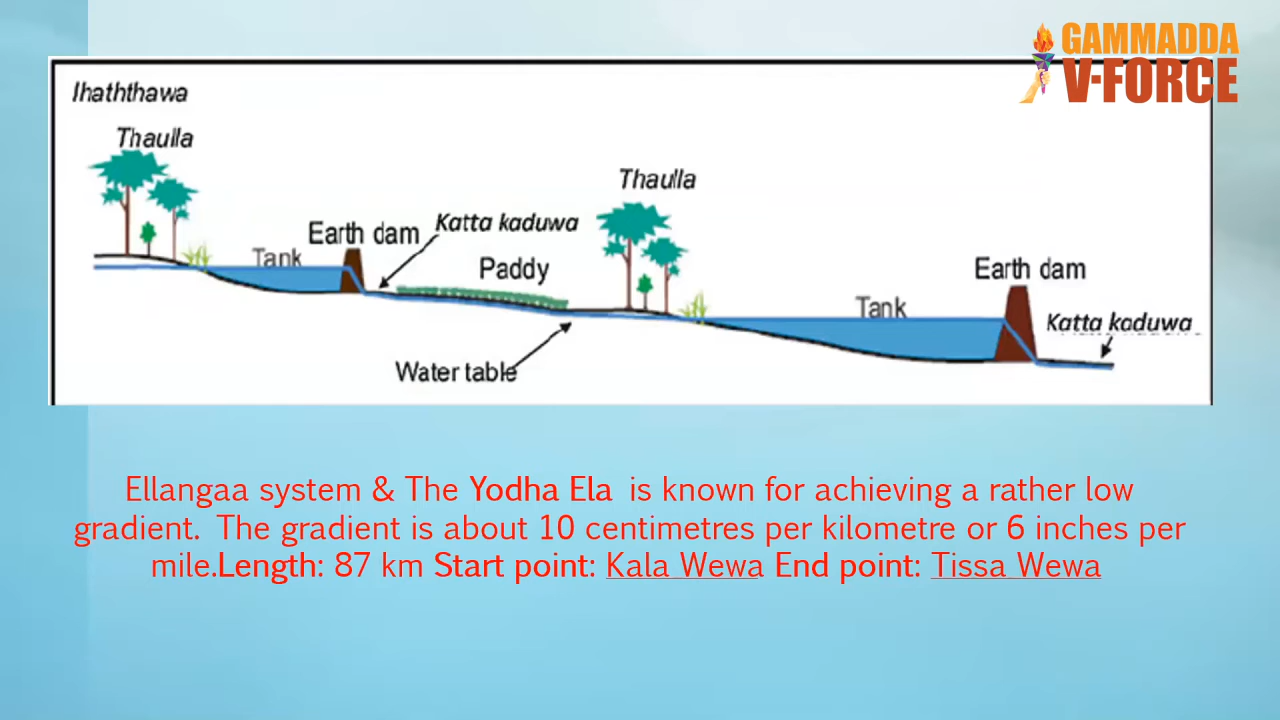 GAMMADDA
V-FORCE
Ihaththawa
Thaulla
Thaulla
Earth dam
Katta kaduwa
Tank
Paddy
Earth dam
Tank
Katta kaduwa
Water table
Ellangaa system & The Yodha Ela is known for achieving a rather low
gradient. The gradient is about 10 centimetres per kilometre or 6 inches per
mile.Length: 87 km Start point: Kala Wewa End point: Tissa Wewa